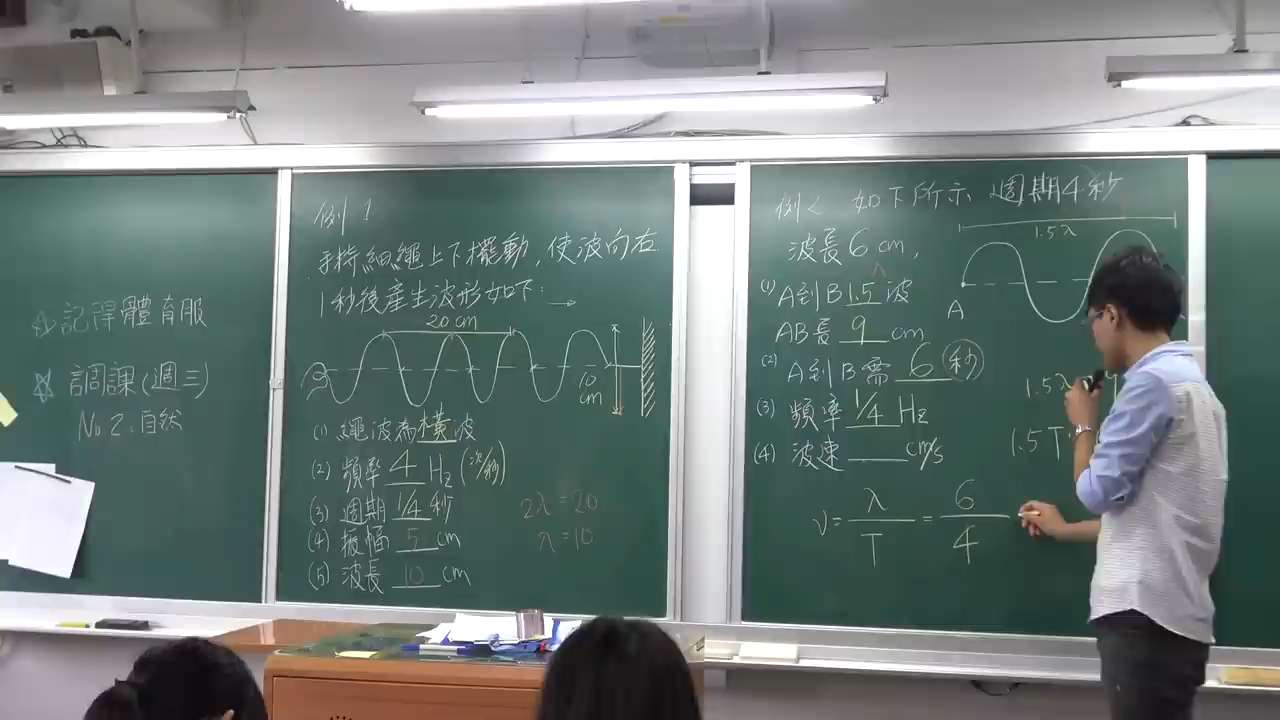 ☆記得體育服
☆ 調課(週三)
No.2.自然
例1
手持細繩上下擺動,使波向右
1秒後產生波形如下: →
20 cm
10
cm
(1) 繩波為橫波
(2) 頻率 4 Hz (次/秒)
(3) 週期 1/4 秒
(4) 振幅 5 cm
(5) 波長 10 cm
2λ=20
λ=10
例2 如下所示 週期4秒
波長6cm,
1.5λ
A
λ
(1) A到B 1.5 波
AB長 9 cm
(2) A到B需 6 秒
(3) 頻率 1/4 Hz
(4) 波速 ____ cm/s
1.5λ
1.5T
ν = λ/T = 6/4